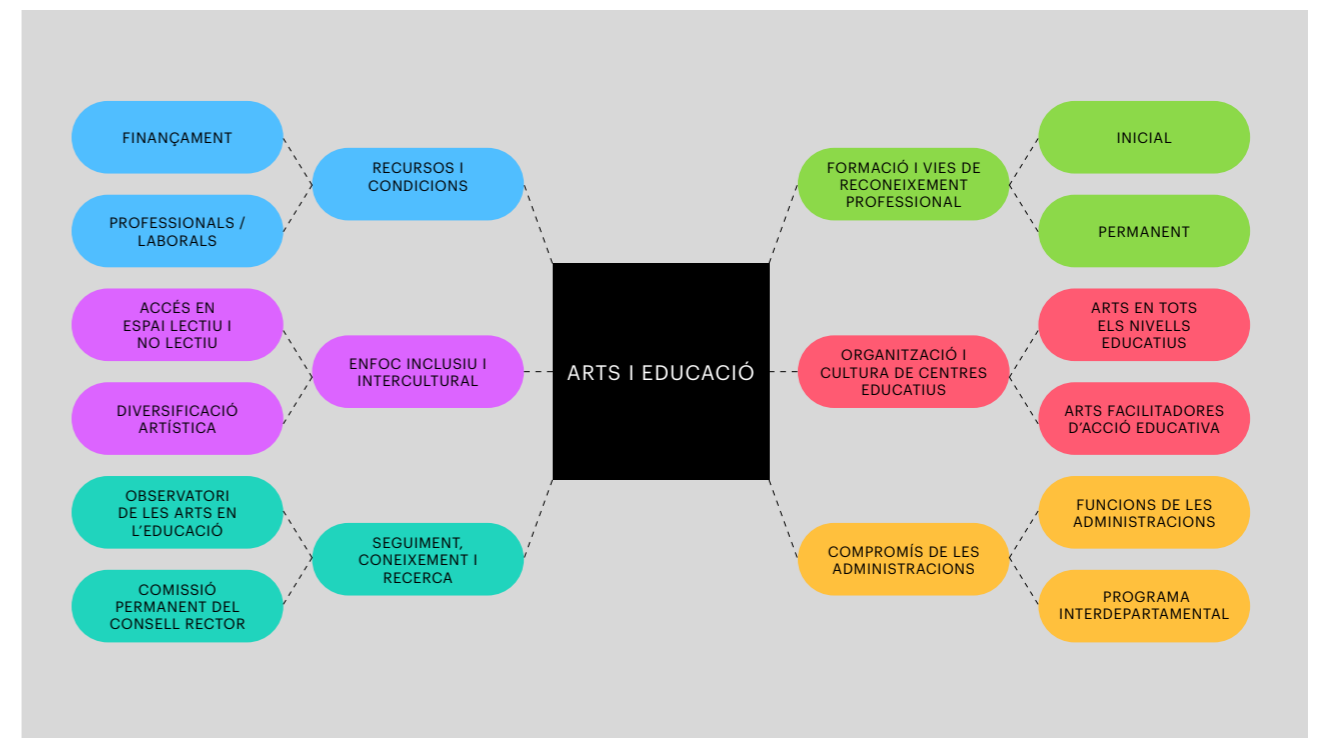 FINANÇAMENT
PROFESSIONALS /
LABORALS
RECURSOS I
CONDICIONS
ACCÉS EN
ESPAI LECTIU I
NO LECTIU
DIVERSIFICACIÓ
ARTÍSTICA
ENFOC INCLUSIU I
INTERCULTURAL
OBSERVATORI
DE LES ARTS EN
L'EDUCACIÓ
COMISSIÓ
PERMANENT DEL
CONSELL RECTOR
SEGUIMENT,
CONEIXEMENT I
RECERCA
ARTS I EDUCACIÓ
FORMACIÓ I VIES DE
RECONEIXEMENT
PROFESSIONAL
INICIAL
PERMANENT
ORGANITZACIÓ I
CULTURA DE CENTRES
EDUCATIUS
ARTS EN TOTS
ELS NIVELLS
EDUCATIUS
ARTS FACILITADORES
D'ACCIÓ EDUCATIVA
COMPROMÍS DE LES
ADMINISTRACIONS
FUNCIONS DE LES
ADMINISTRACIONS
PROGRAMA
INTERDEPARTAMENTAL